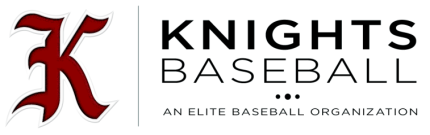 K
KNIGHTS
BASEBALL
AN ELITE BASEBALL ORGANIZATION